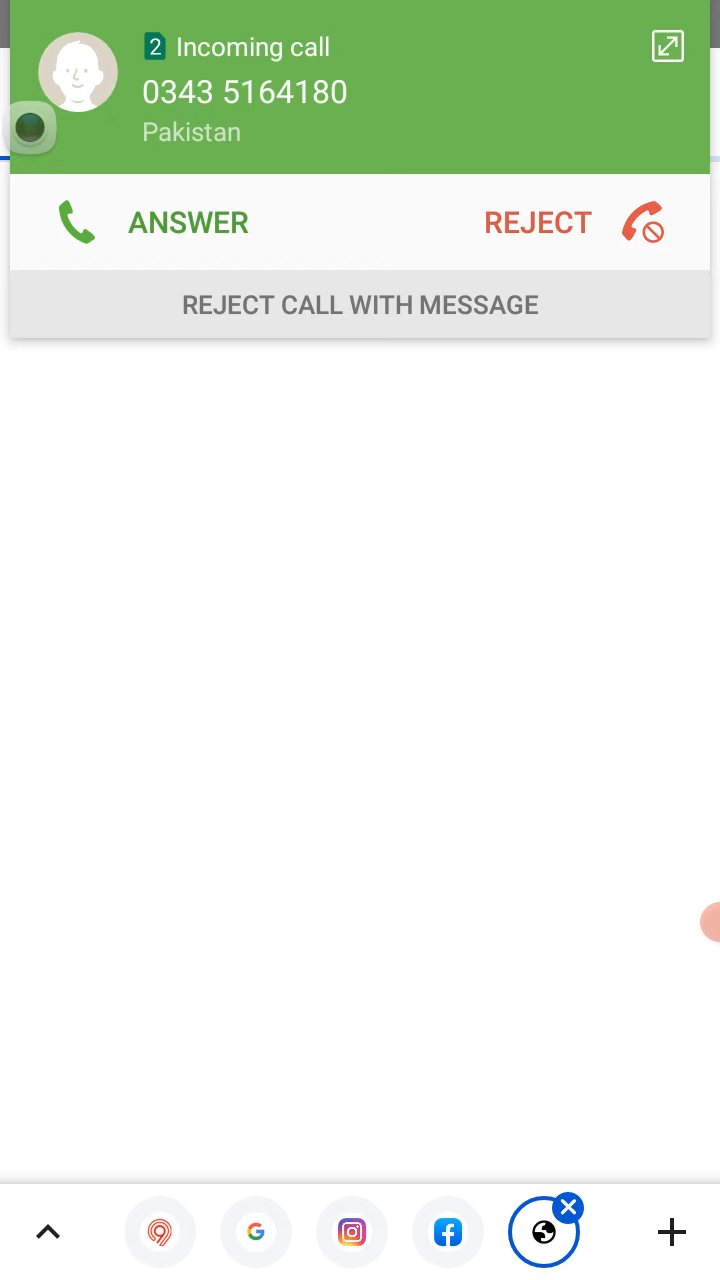 2 Incoming call
0343 5164180
Pakistan
ANSWER REJECT
REJECT CALL WITH MESSAGE